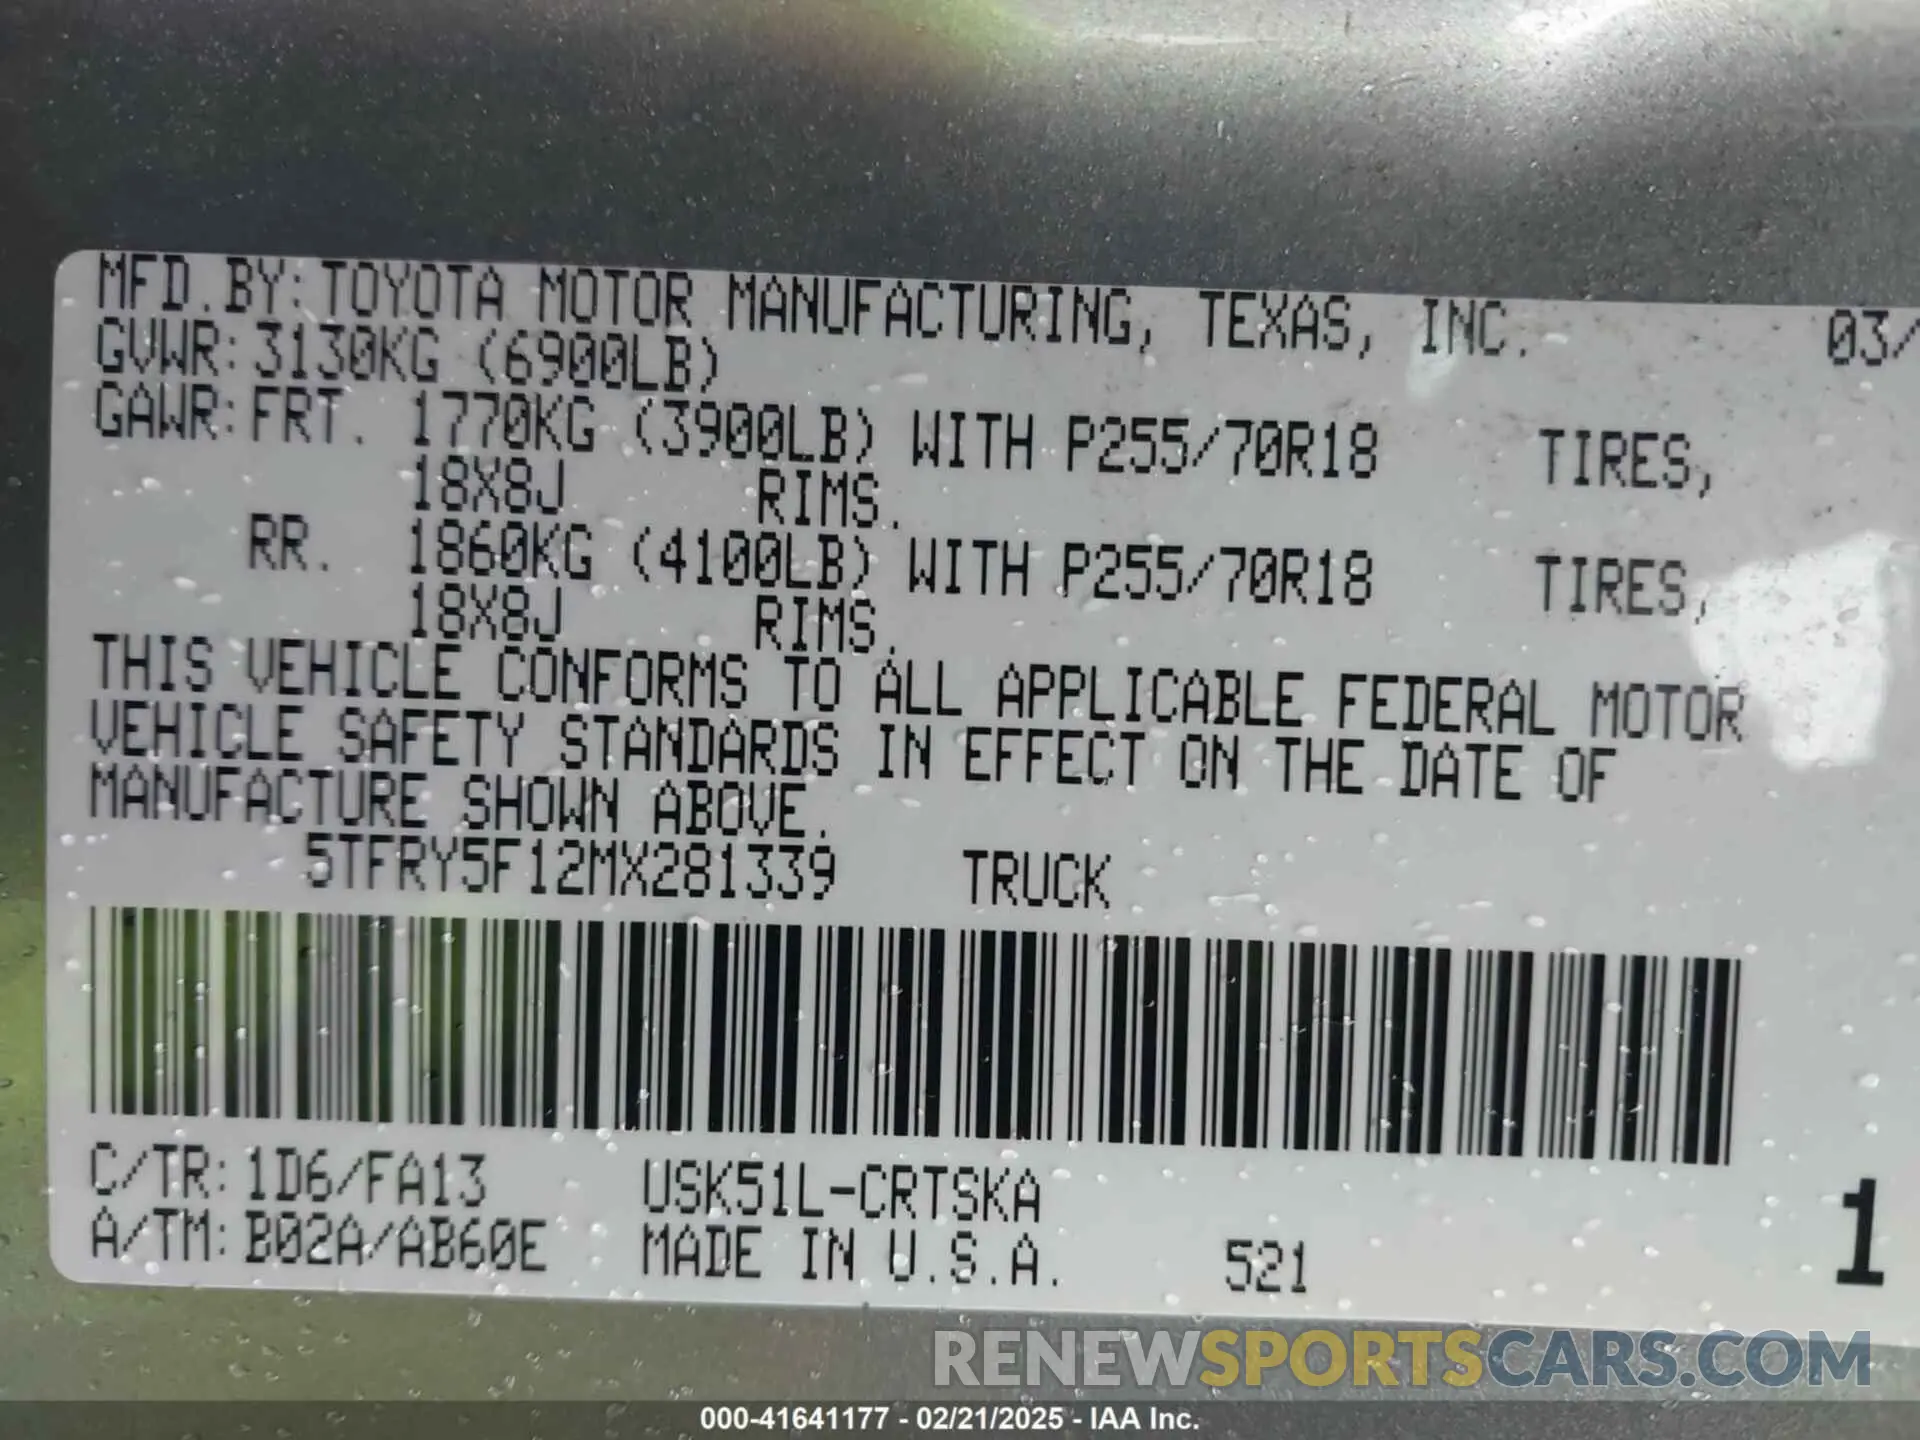 MFD.BY:TOYOTA MOTOR MANUFACTURING, TEXAS, INC. 03/
GVWR:3130KG (6900LB)
GAWR:FRT. 1770KG (3900LB) WITH P255/70R18 TIRES,
18X8J RIMS.
RR. 1860KG (4100LB) WITH P255/70R18 TIRES,
18X8J RIMS.
THIS VEHICLE CONFORMS TO ALL APPLICABLE FEDERAL MOTOR
VEHICLE SAFETY STANDARDS IN EFFECT ON THE DATE OF
MANUFACTURE SHOWN ABOVE.
5TFRY5F12MX281339 TRUCK
C/TR:1D6/FA13 USK51L-CRTSKA
A/TM:B02A/AB60E MADE IN U.S.A. 521 1
RENEWSPORTSCARS.COM
000-41641177 - 02/21/2025 - IAA Inc.